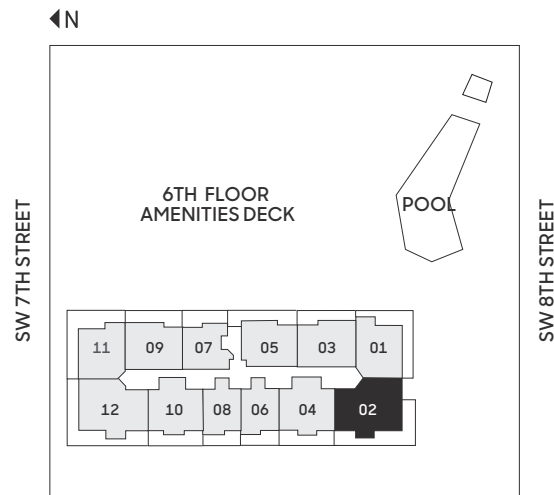 N
6TH FLOOR
AMENITIES DECK
POOL
SW 7TH STREET
SW 8TH STREET
11 09 07 05 03 01
12 10 08 06 04 02